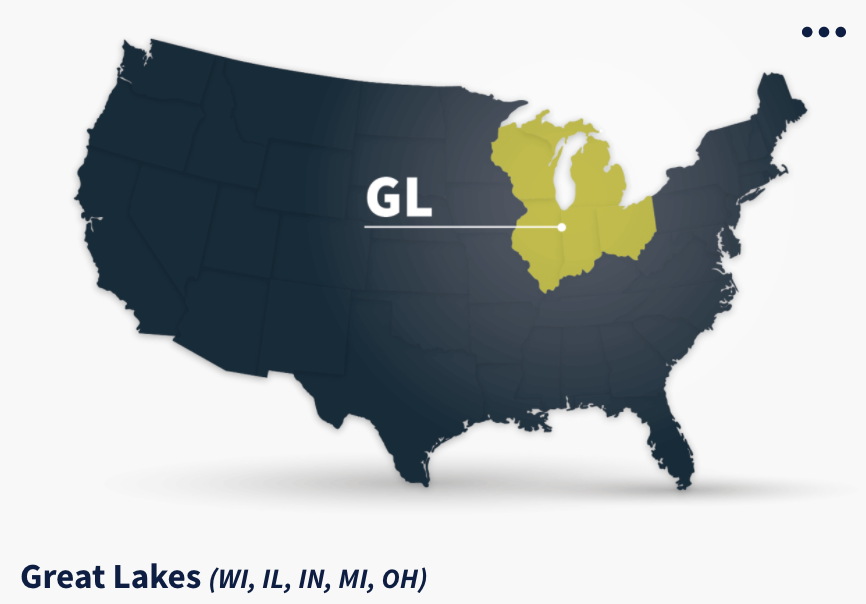 GL
Great Lakes (WI, IL, IN, MI, OH)